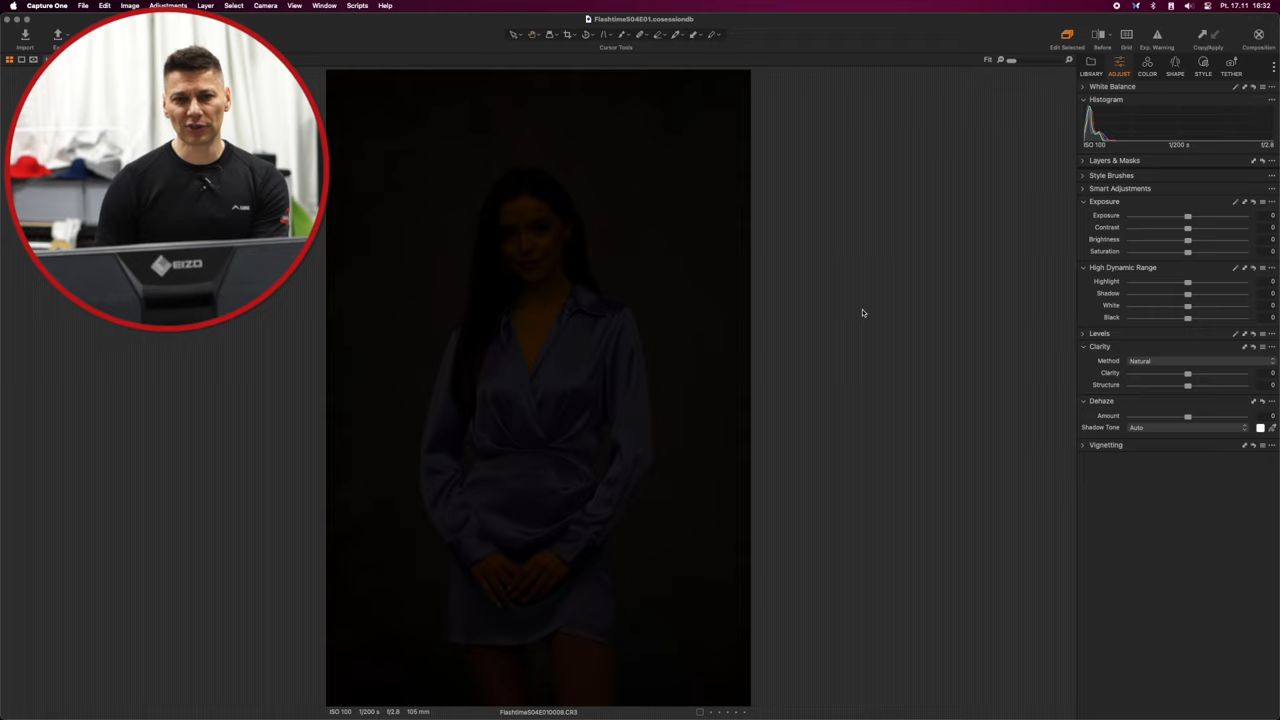 Capture One File Edit Image Adjustments Layer Select Camera View Window Scripts Help
Pt. 17.11 16:32
FlashtimeS04E01.cosessiondb
Import
Cursor Tools
Edit Selected Before Grid Exp. Warning Copy/Apply Composition
Fit
LIBRARY ADJUST COLOR SHAPE STYLE TETHER
White Balance
Histogram
ISO 100 1/200 s f/2.8
Layers & Masks
Style Brushes
Smart Adjustments
Exposure
Exposure 0
Contrast 0
Brightness 0
Saturation 0
High Dynamic Range
Highlight 0
Shadow 0
White 0
Black 0
Levels
Clarity
Method Natural
Clarity 0
Structure 0
Dehaze
Amount 0
Shadow Tone Auto
Vignetting
EIZO
ISO 100 1/200 s f/2.8 105 mm FlashtimeS04E010008.CR3